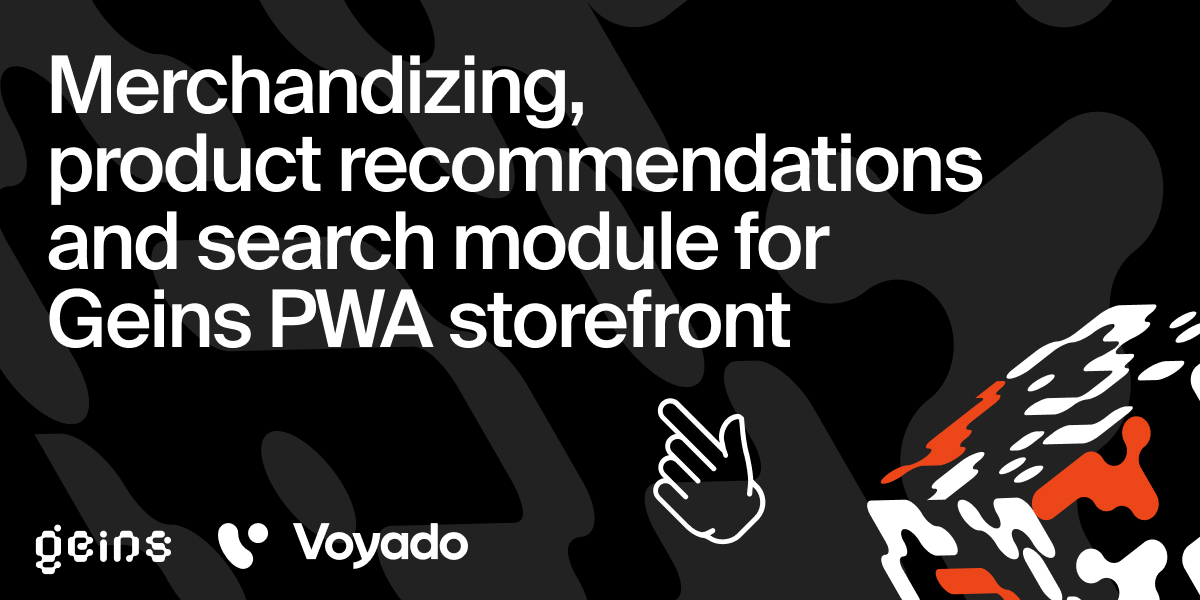 Merchandizing,
product recommendations
and search module for
Geins PWA storefront
geins Voyado